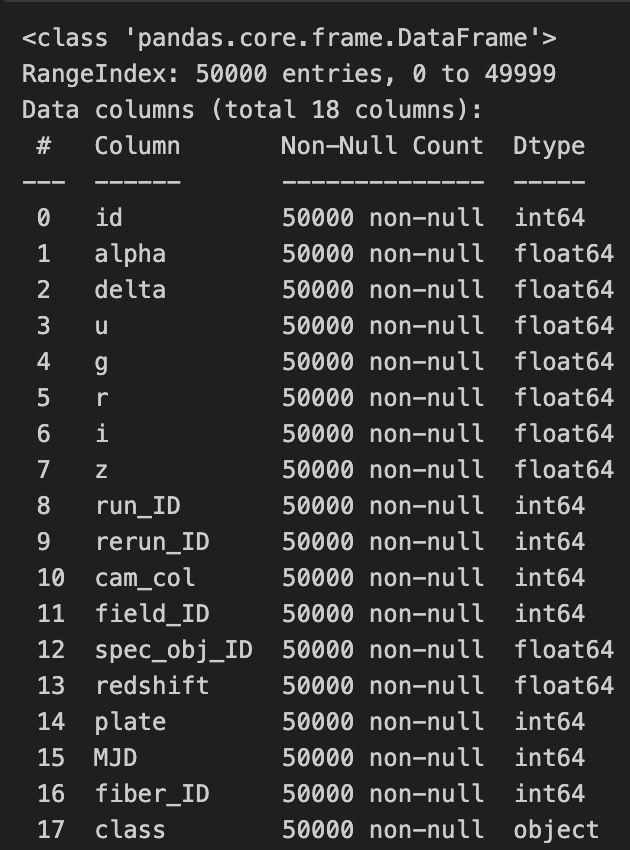 <class 'pandas.core.frame.DataFrame'>
RangeIndex: 50000 entries, 0 to 49999
Data columns (total 18 columns):
 #   Column       Non-Null Count  Dtype
---  ------       --------------  -----
 0   id           50000 non-null  int64
 1   alpha        50000 non-null  float64
 2   delta        50000 non-null  float64
 3   u            50000 non-null  float64
 4   g            50000 non-null  float64
 5   r            50000 non-null  float64
 6   i            50000 non-null  float64
 7   z            50000 non-null  float64
 8   run_ID       50000 non-null  int64
 9   rerun_ID     50000 non-null  int64
 10  cam_col      50000 non-null  int64
 11  field_ID     50000 non-null  int64
 12  spec_obj_ID  50000 non-null  float64
 13  redshift     50000 non-null  float64
 14  plate        50000 non-null  int64
 15  MJD          50000 non-null  int64
 16  fiber_ID     50000 non-null  int64
 17  class        50000 non-null  object